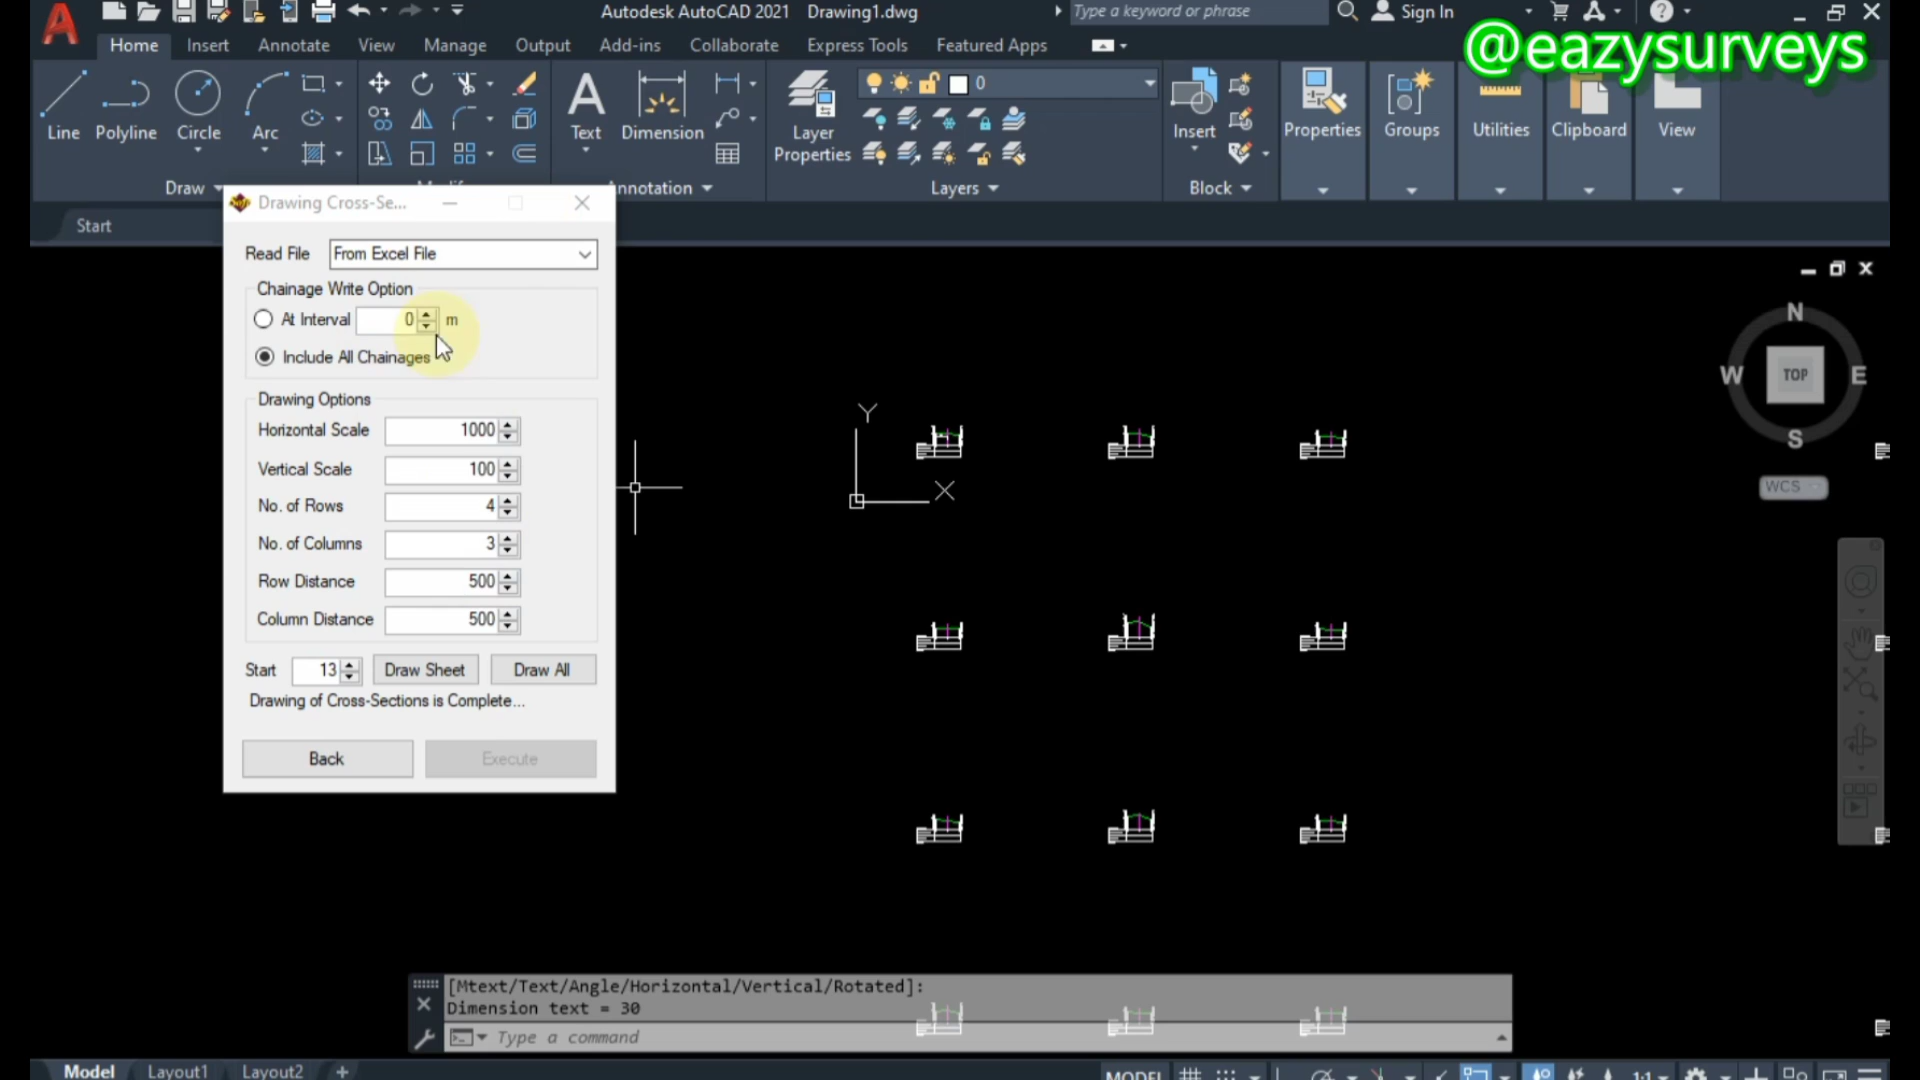 Autodesk AutoCAD 2021 Drawing1.dwg
Type a keyword or phrase
Sign In
Home Insert Annotate View Manage Output Add-ins Collaborate Express Tools Featured Apps
@eazysurveys
Line Polyline Circle Arc
Text Dimension
Layer
Properties
0
Insert
Properties Groups Utilities Clipboard View
Draw
Annotation
Layers
Block
Start
Drawing Cross-Se...
Read File From Excel File
Chainage Write Option
At Interval 0 m
Include All Chainages
Drawing Options
Horizontal Scale 1000
Vertical Scale 100
No. of Rows 4
No. of Columns 3
Row Distance 500
Column Distance 500
Start 13 Draw Sheet Draw All
Drawing of Cross-Sections is Complete...
Back Execute
Y
X
N
W TOP E
S
WCS
[Mtext/Text/Angle/Horizontal/Vertical/Rotated]:
Dimension text = 30
Type a command
Model Layout1 Layout2 +
MODEL 1:1